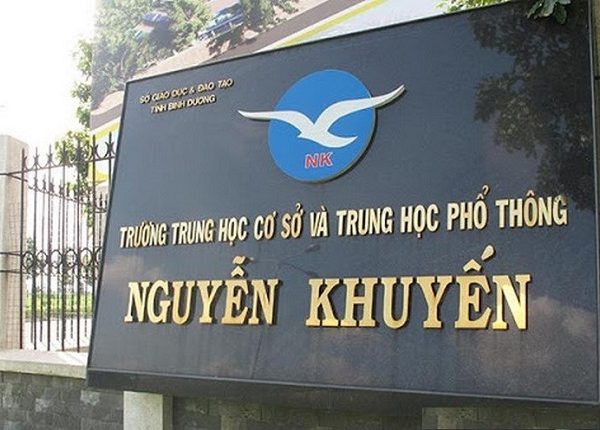 SỞ GIÁO DỤC & ĐÀO TẠO
TỈNH BÌNH DƯƠNG
NK
TRƯỜNG TRUNG HỌC CƠ SỞ VÀ TRUNG HỌC PHỔ THÔNG
NGUYỄN KHUYẾN